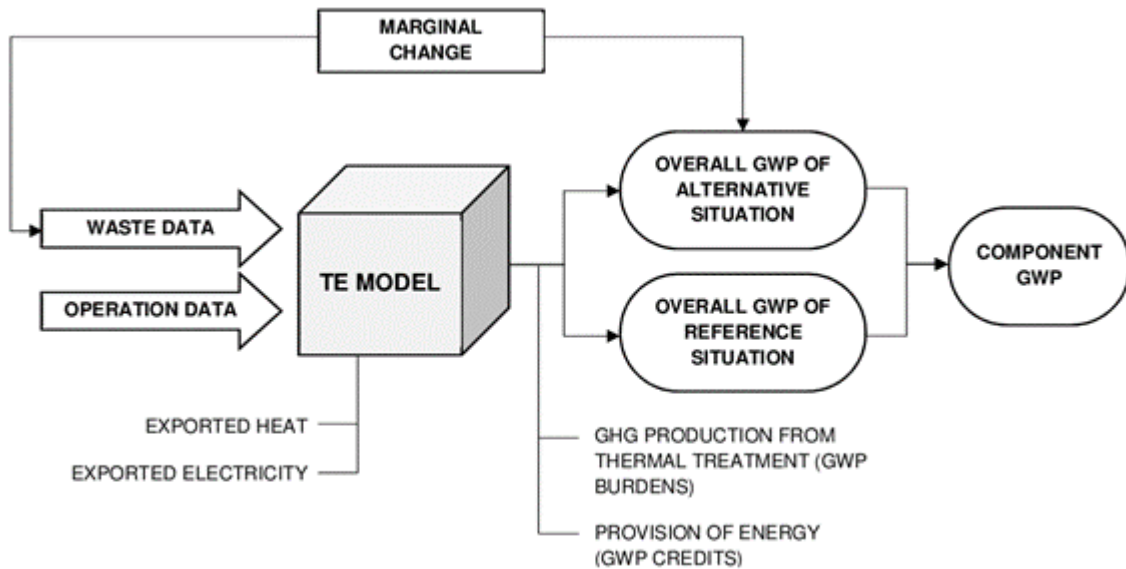 MARGINAL
CHANGE
WASTE DATA
OPERATION DATA
TE MODEL
EXPORTED HEAT
EXPORTED ELECTRICITY
OVERALL GWP OF
ALTERNATIVE
SITUATION
OVERALL GWP OF
REFERENCE
SITUATION
GHG PRODUCTION FROM
THERMAL TREATMENT (GWP
BURDENS)
PROVISION OF ENERGY
(GWP CREDITS)
COMPONENT
GWP